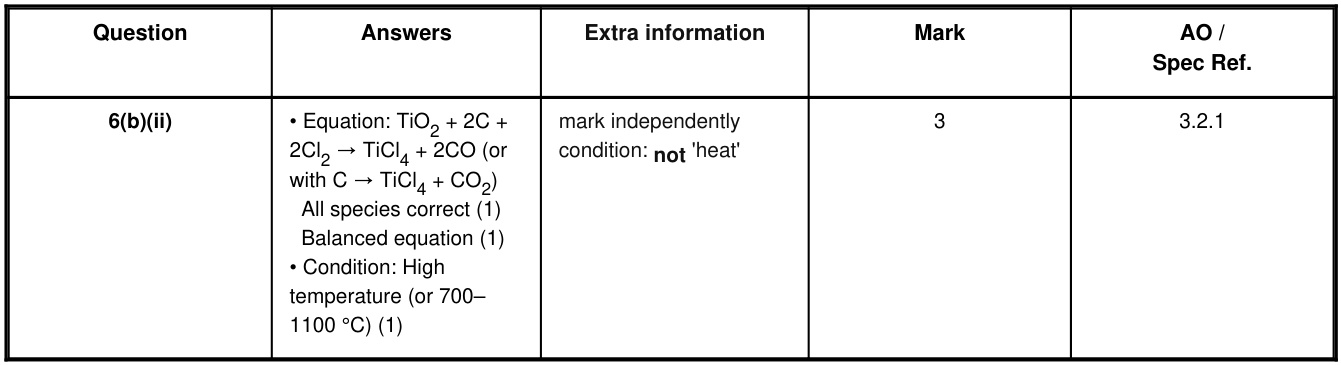 Question Answers Extra information Mark AO /
Spec Ref.
6(b)(ii)
• Equation: TiO₂ + 2C +
2Cl₂ → TiCl₄ + 2CO (or
with C → TiCl₄ + CO₂)
All species correct (1)
Balanced equation (1)
• Condition: High
temperature (or 700–
1100 °C) (1)
mark independently
condition: not 'heat'
3
3.2.1